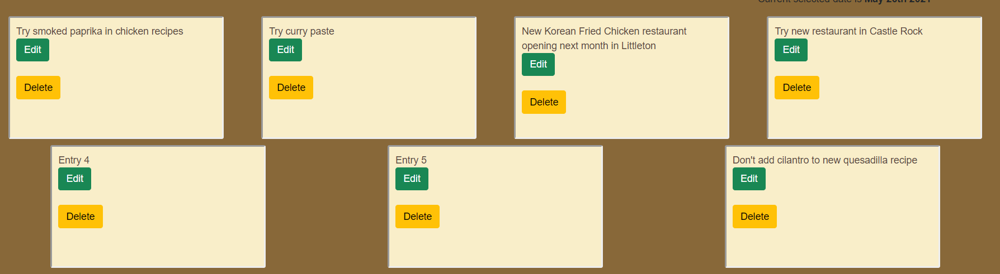 Current selected date is May 20th 2021
Try smoked paprika in chicken recipes
Edit
Delete
Try curry paste
Edit
Delete
New Korean Fried Chicken restaurant
opening next month in Littleton
Edit
Delete
Try new restaurant in Castle Rock
Edit
Delete
Entry 4
Edit
Delete
Entry 5
Edit
Delete
Don't add cilantro to new quesadilla recipe
Edit
Delete